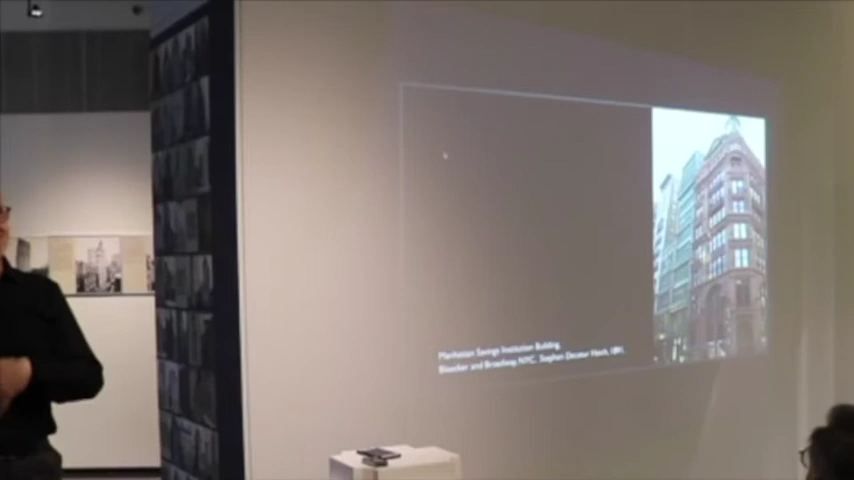 Manhattan Savings Institution Building,
Bleecker and Broadway, NYC. Stephen Decatur Hatch, 1891.